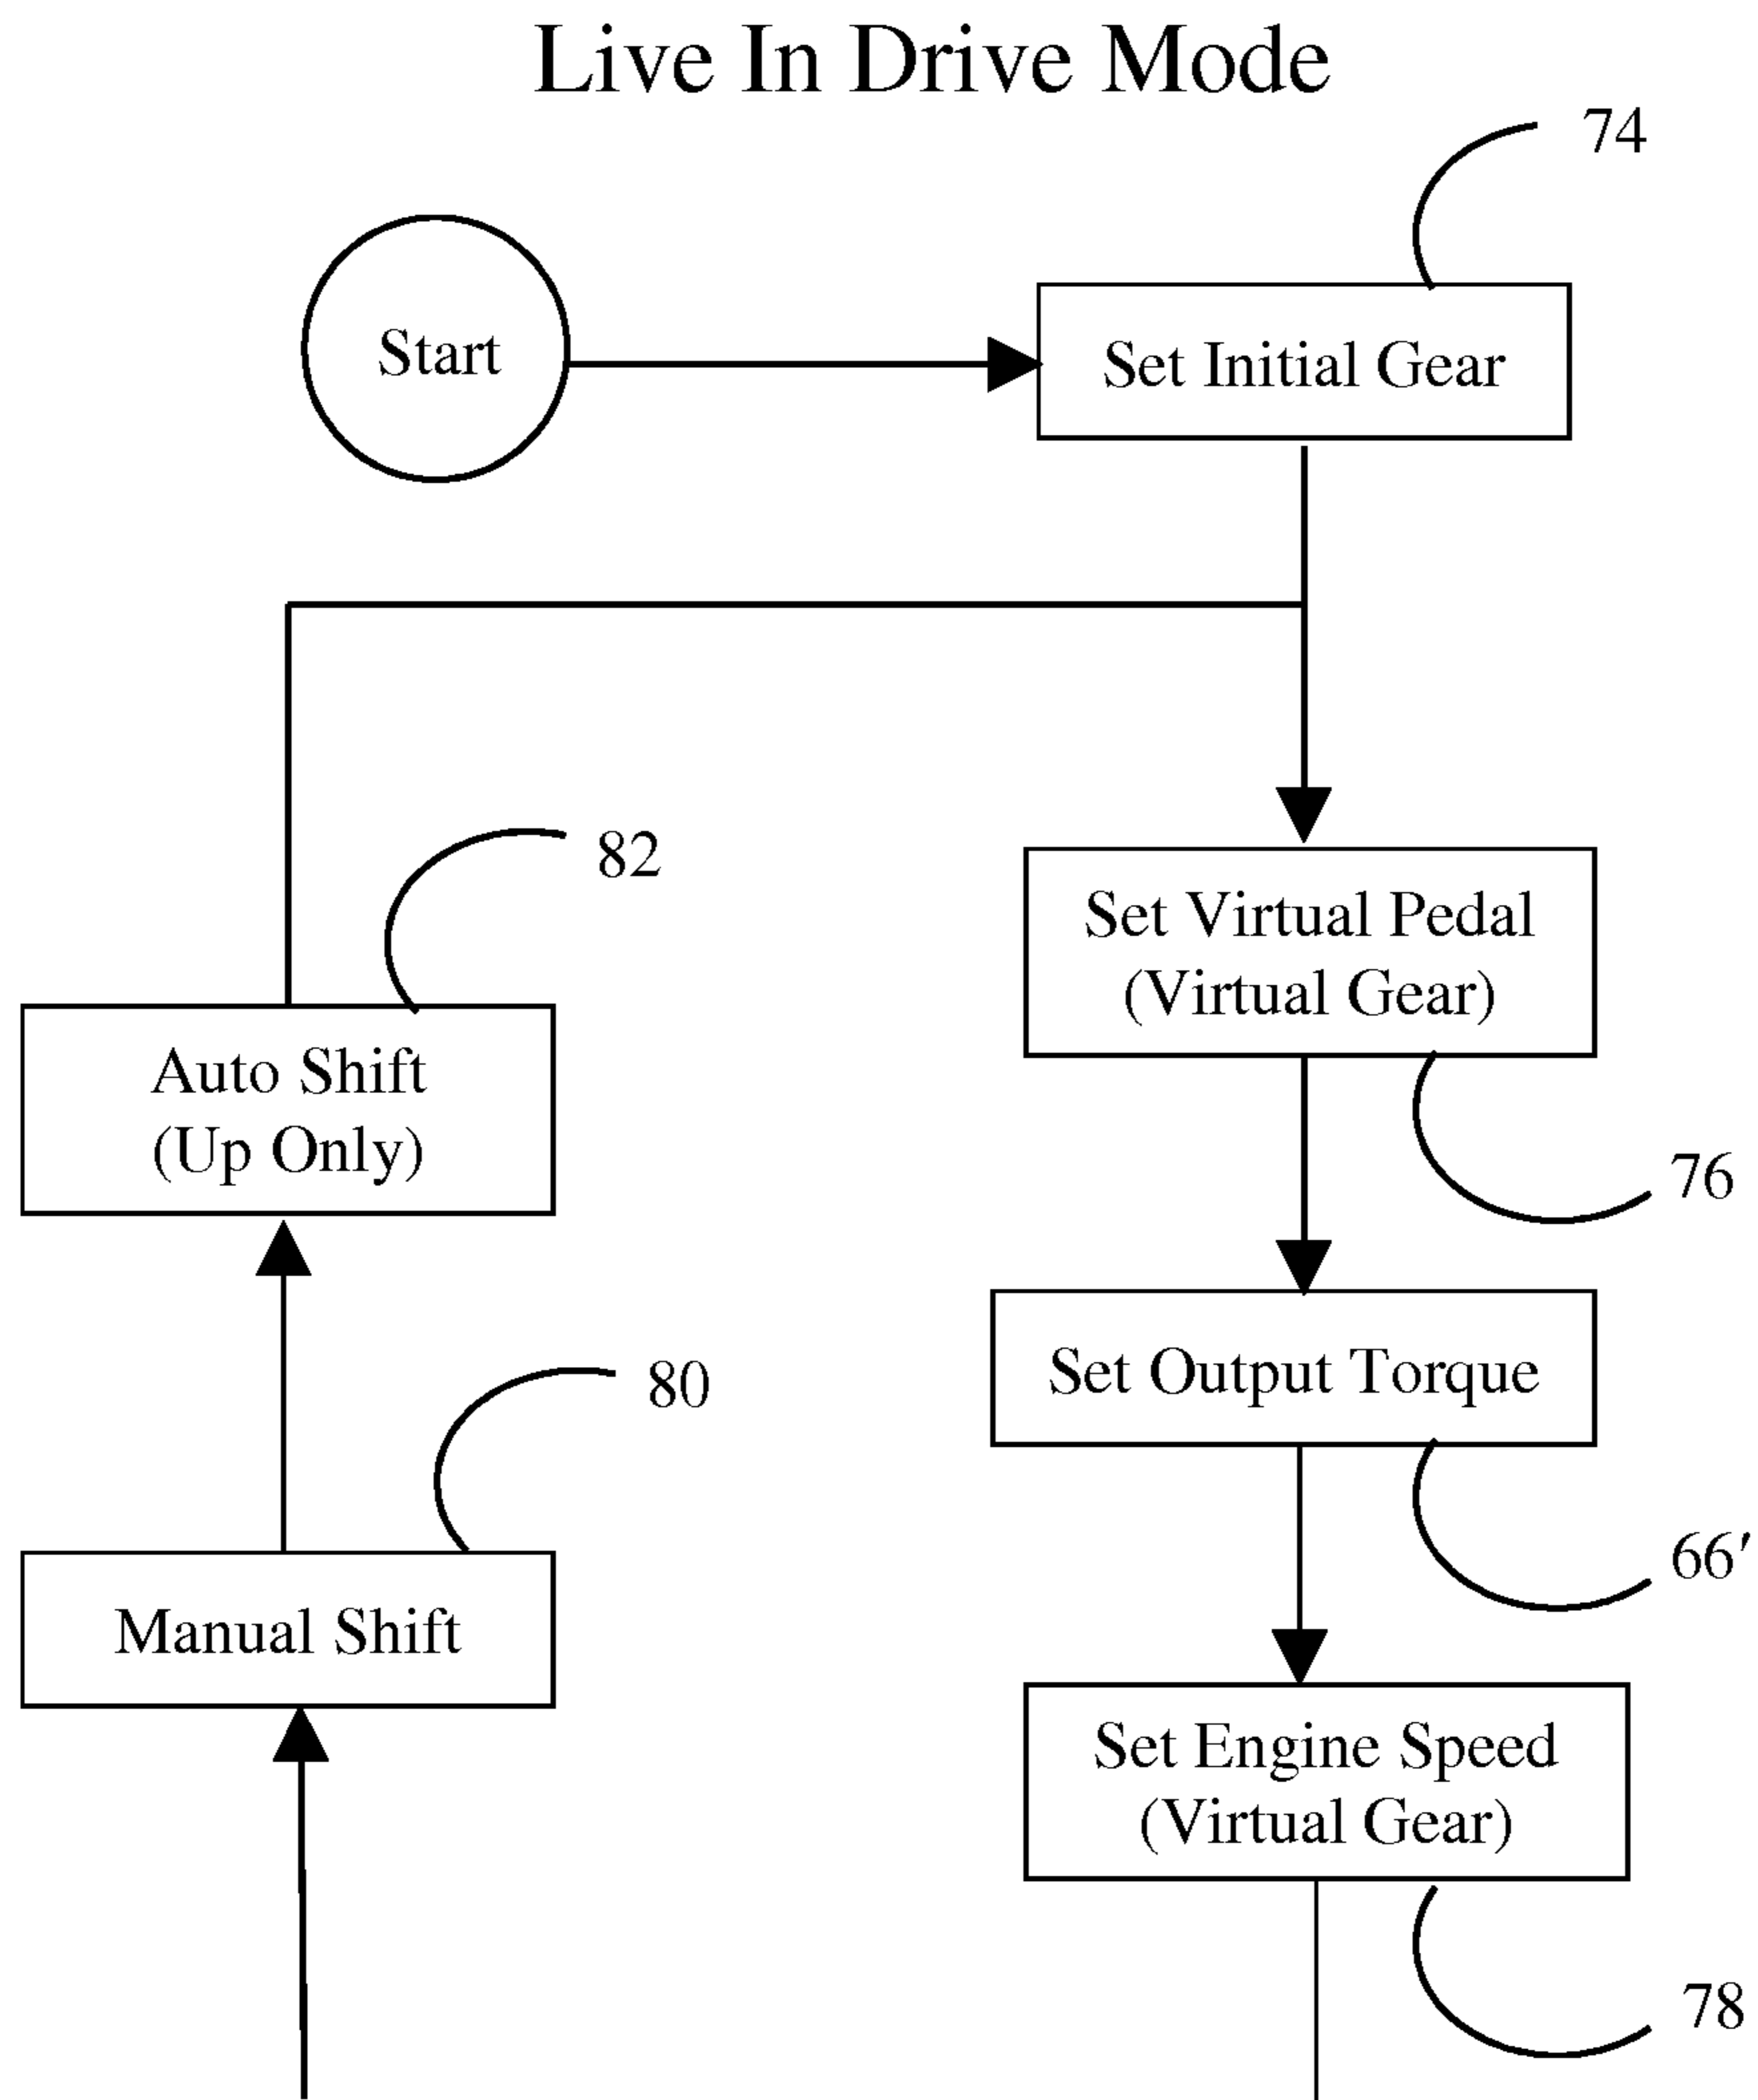 Live In Drive Mode
74
Start
Set Initial Gear
82
Set Virtual Pedal
(Virtual Gear)
Auto Shift
(Up Only)
76
80
Set Output Torque
66′
Manual Shift
Set Engine Speed
(Virtual Gear)
78